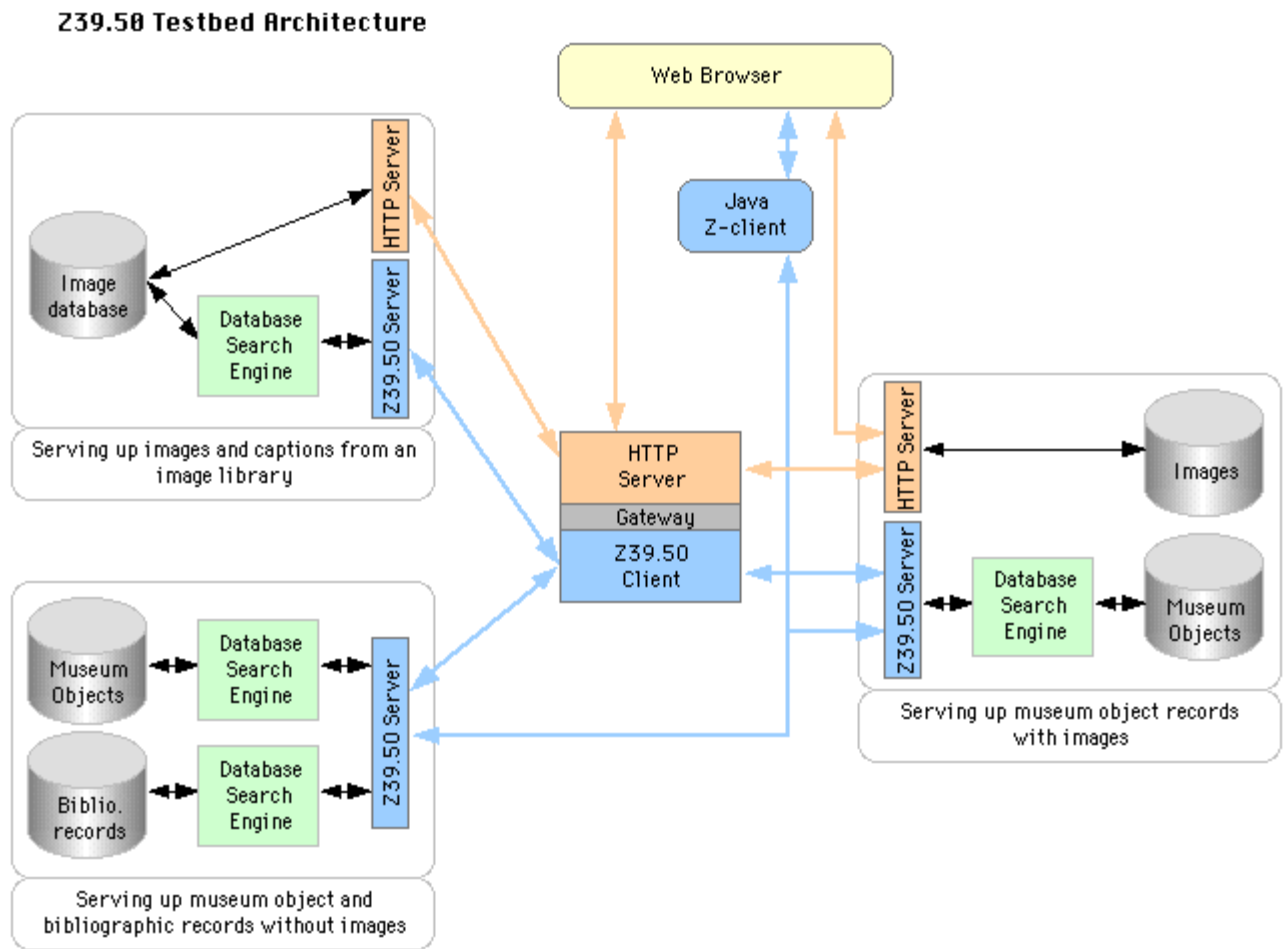 Z39.50 Testbed Architecture
Web Browser
Java
Z-client
HTTP Server
Z39.50 Server
Image
database
Database
Search
Engine
Serving up images and captions from an
image library
HTTP
Server
Gateway
Z39.50
Client
HTTP Server
Z39.50 Server
Images
Database
Search
Engine
Museum
Objects
Serving up museum object records
with images
Museum
Objects
Database
Search
Engine
Z39.50 Server
Biblio.
records
Database
Search
Engine
Serving up museum object and
bibliographic records without images